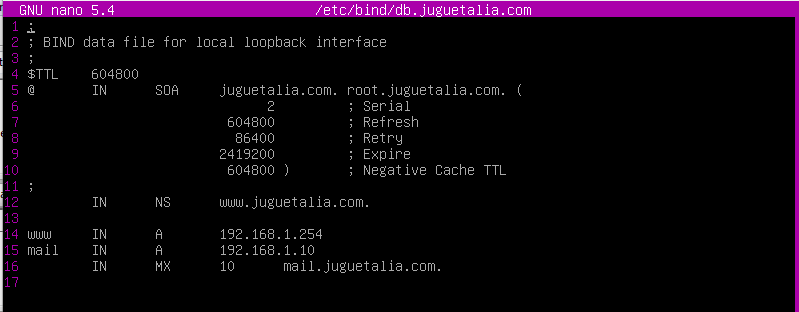 GNU nano 5.4 /etc/bind/db.juguetalia.com
1 ;
2 ; BIND data file for local loopback interface
3 ;
4 $TTL 604800
5 @ IN SOA juguetalia.com. root.juguetalia.com. (
6 2 ; Serial
7 604800 ; Refresh
8 86400 ; Retry
9 2419200 ; Expire
10 604800 ) ; Negative Cache TTL
11 ;
12 IN NS www.juguetalia.com.
13
14 www IN A 192.168.1.254
15 mail IN A 192.168.1.10
16 IN MX 10 mail.juguetalia.com.
17